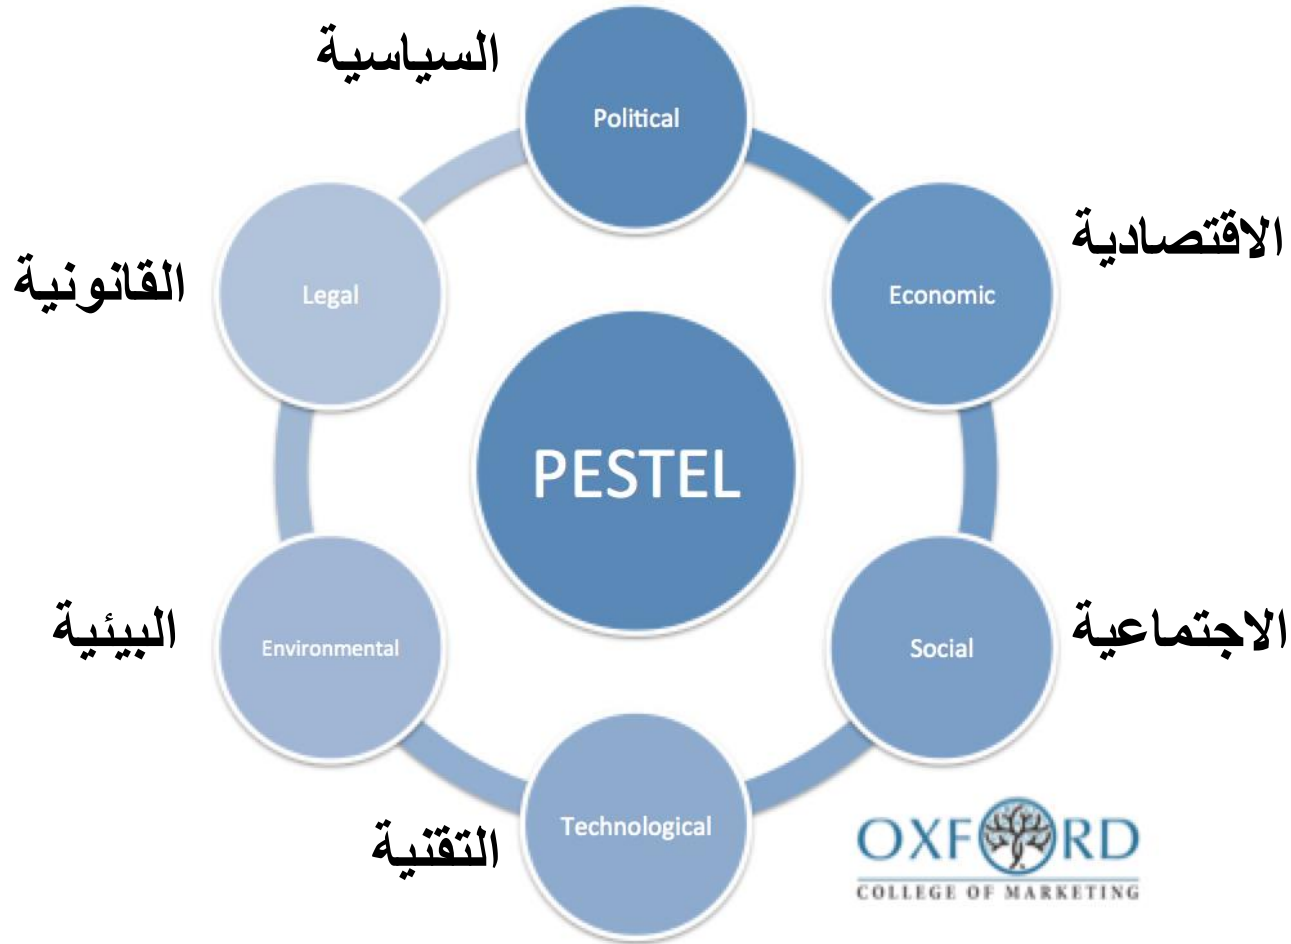 السياسية
Political
الاقتصادية
Economic
القانونية
Legal
PESTEL
الاجتماعية
Social
البيئية
Environmental
التقنية
Technological
OXFORD
COLLEGE OF MARKETING